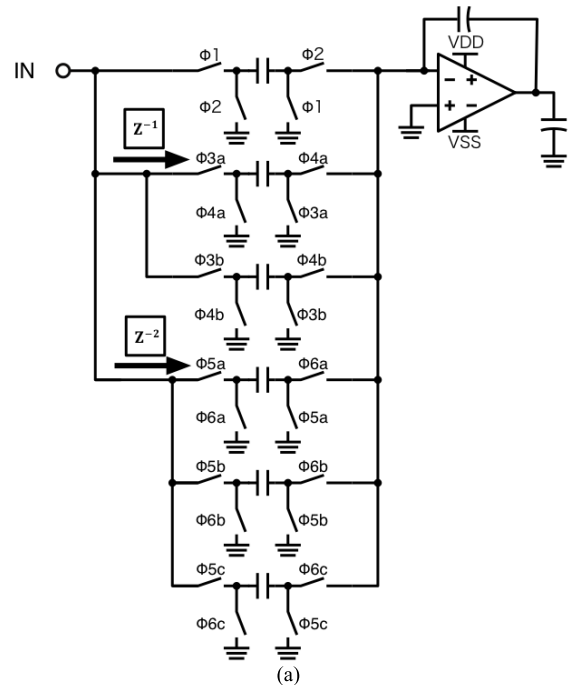 Φ1 Φ2
VDD
IN
Φ2 Φ1
− +
+ −
VSS
Z⁻¹
Φ3a Φ4a
Φ4a Φ3a
Φ3b Φ4b
Φ4b Φ3b
Z⁻²
Φ5a Φ6a
Φ6a Φ5a
Φ5b Φ6b
Φ6b Φ5b
Φ5c Φ6c
Φ6c Φ5c
(a)